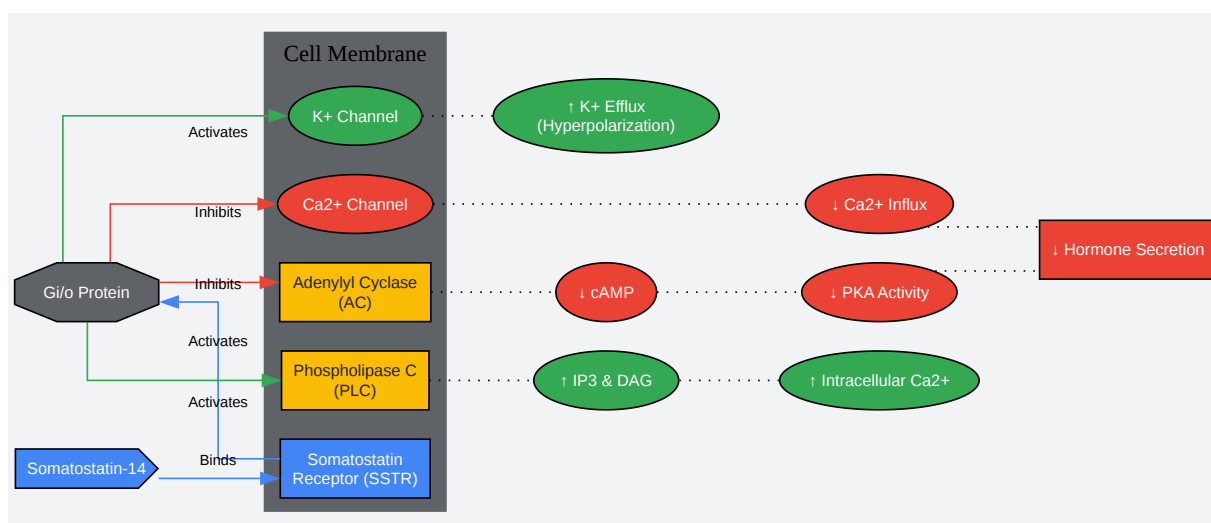 Cell Membrane
K+ Channel
↑ K+ Efflux
(Hyperpolarization)
Activates
Ca2+ Channel
↓ Ca2+ Influx
Inhibits
↓ Hormone Secretion
Gi/o Protein
Inhibits
Adenylyl Cyclase
(AC)
↓ cAMP
↓ PKA Activity
Activates
Phospholipase C
(PLC)
↑ IP3 & DAG
↑ Intracellular Ca2+
Activates
Somatostatin-14
Binds
Somatostatin
Receptor (SSTR)